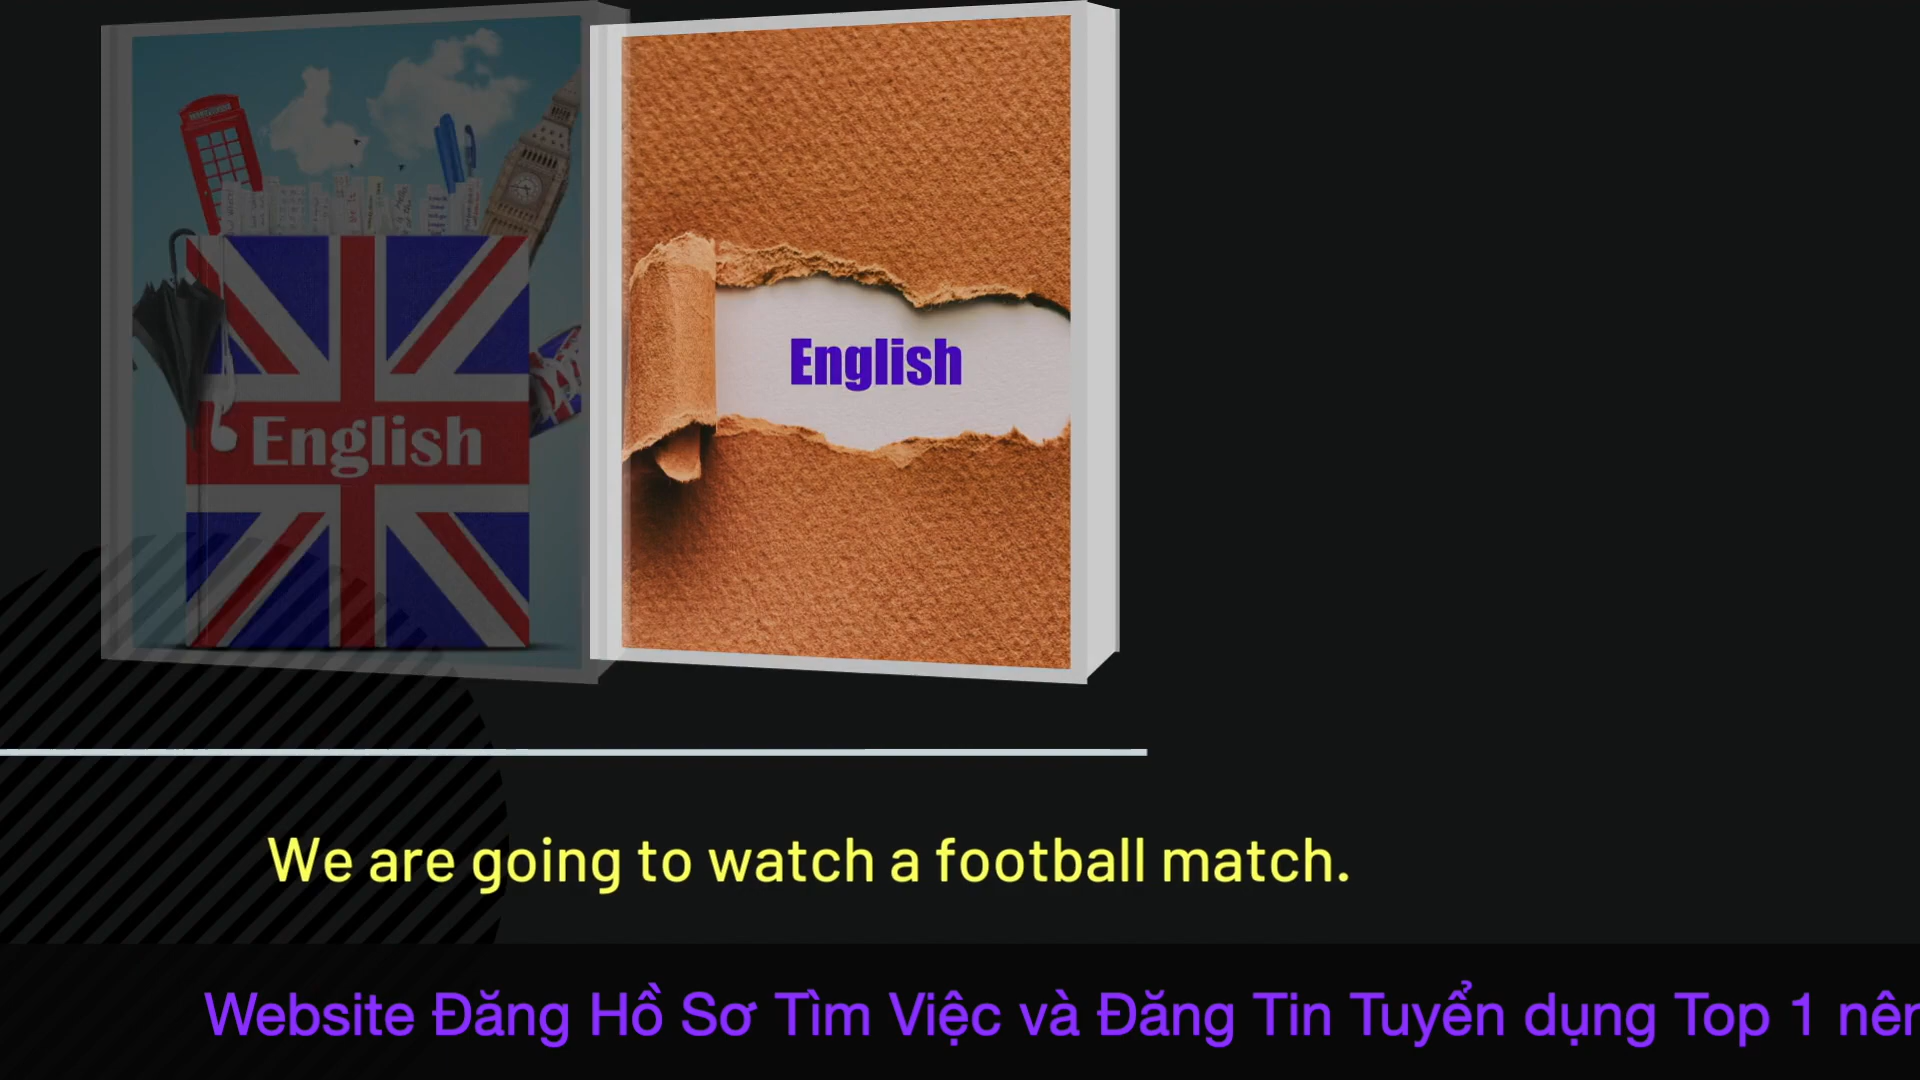 English
English
We are going to watch a football match.
Website Đăng Hồ Sơ Tìm Việc và Đăng Tin Tuyển dụng Top 1